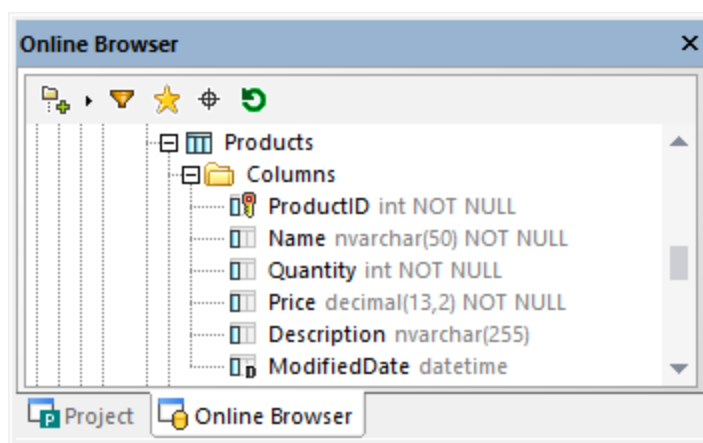 Online Browser
Products
Columns
ProductID int NOT NULL
Name nvarchar(50) NOT NULL
Quantity int NOT NULL
Price decimal(13,2) NOT NULL
Description nvarchar(255)
D ModifiedDate datetime
P Project Online Browser